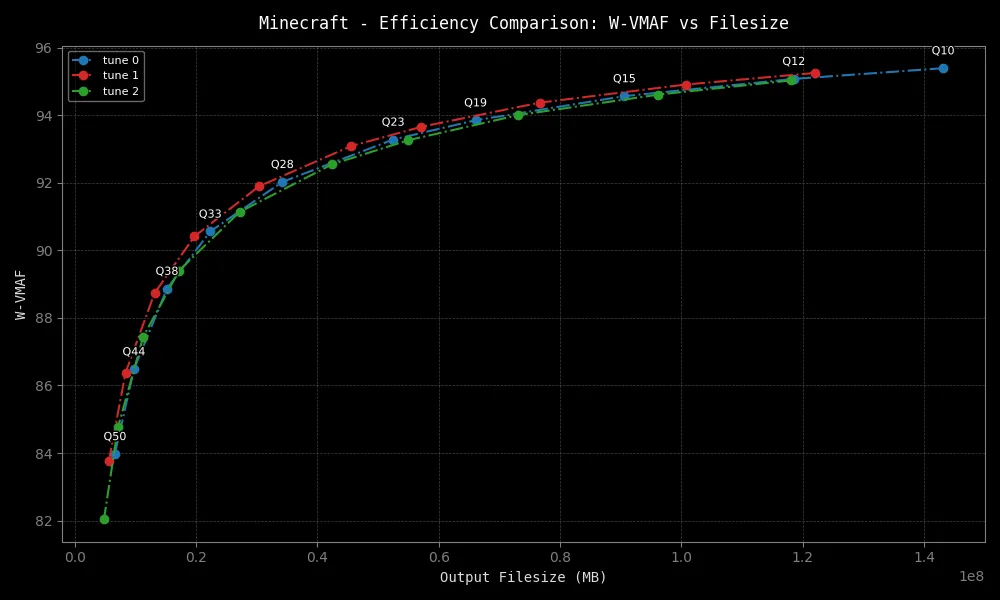 Minecraft - Efficiency Comparison: W-VMAF vs Filesize
tune 0
tune 1
tune 2
Q10
Q12
Q15
Q19
Q23
Q28
Q33
Q38
Q44
Q50
W-VMAF
96
94
92
90
88
86
84
82
0.0 0.2 0.4 0.6 0.8 1.0 1.2 1.4
1e8
Output Filesize (MB)